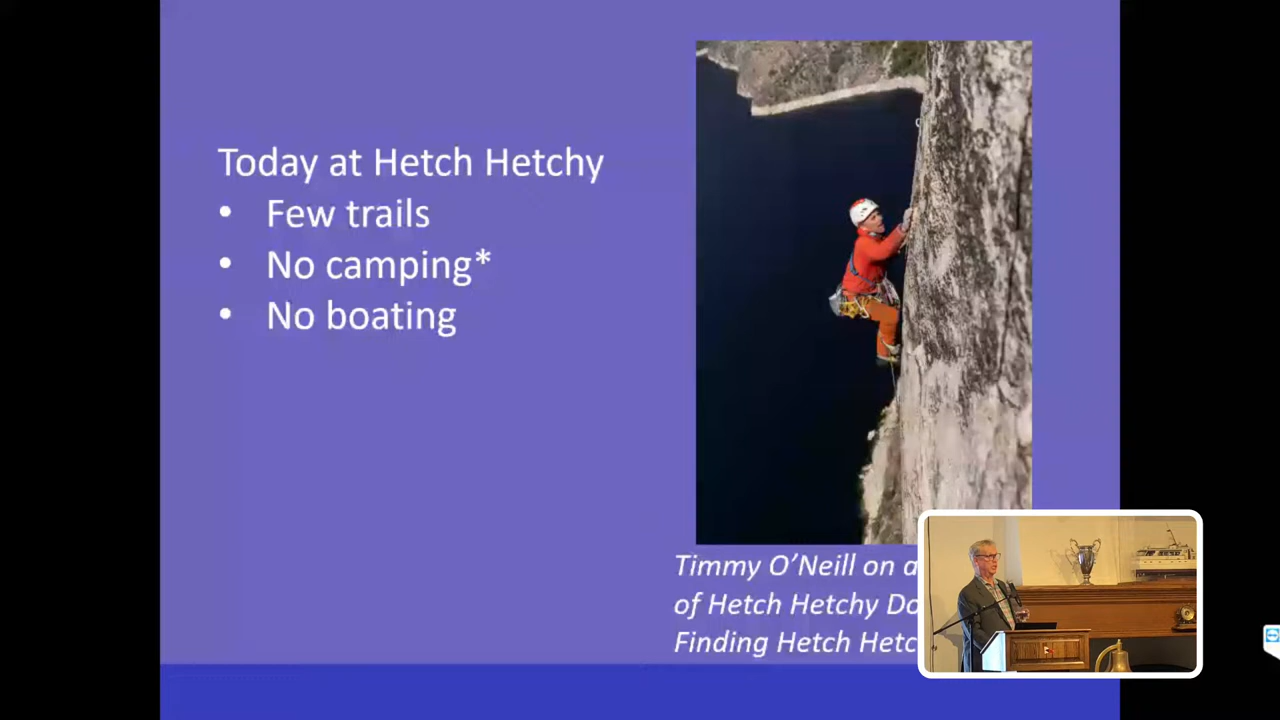 Today at Hetch Hetchy
• Few trails
• No camping*
• No boating
Timmy O’Neill on a
of Hetch Hetchy Do
Finding Hetch Hetc